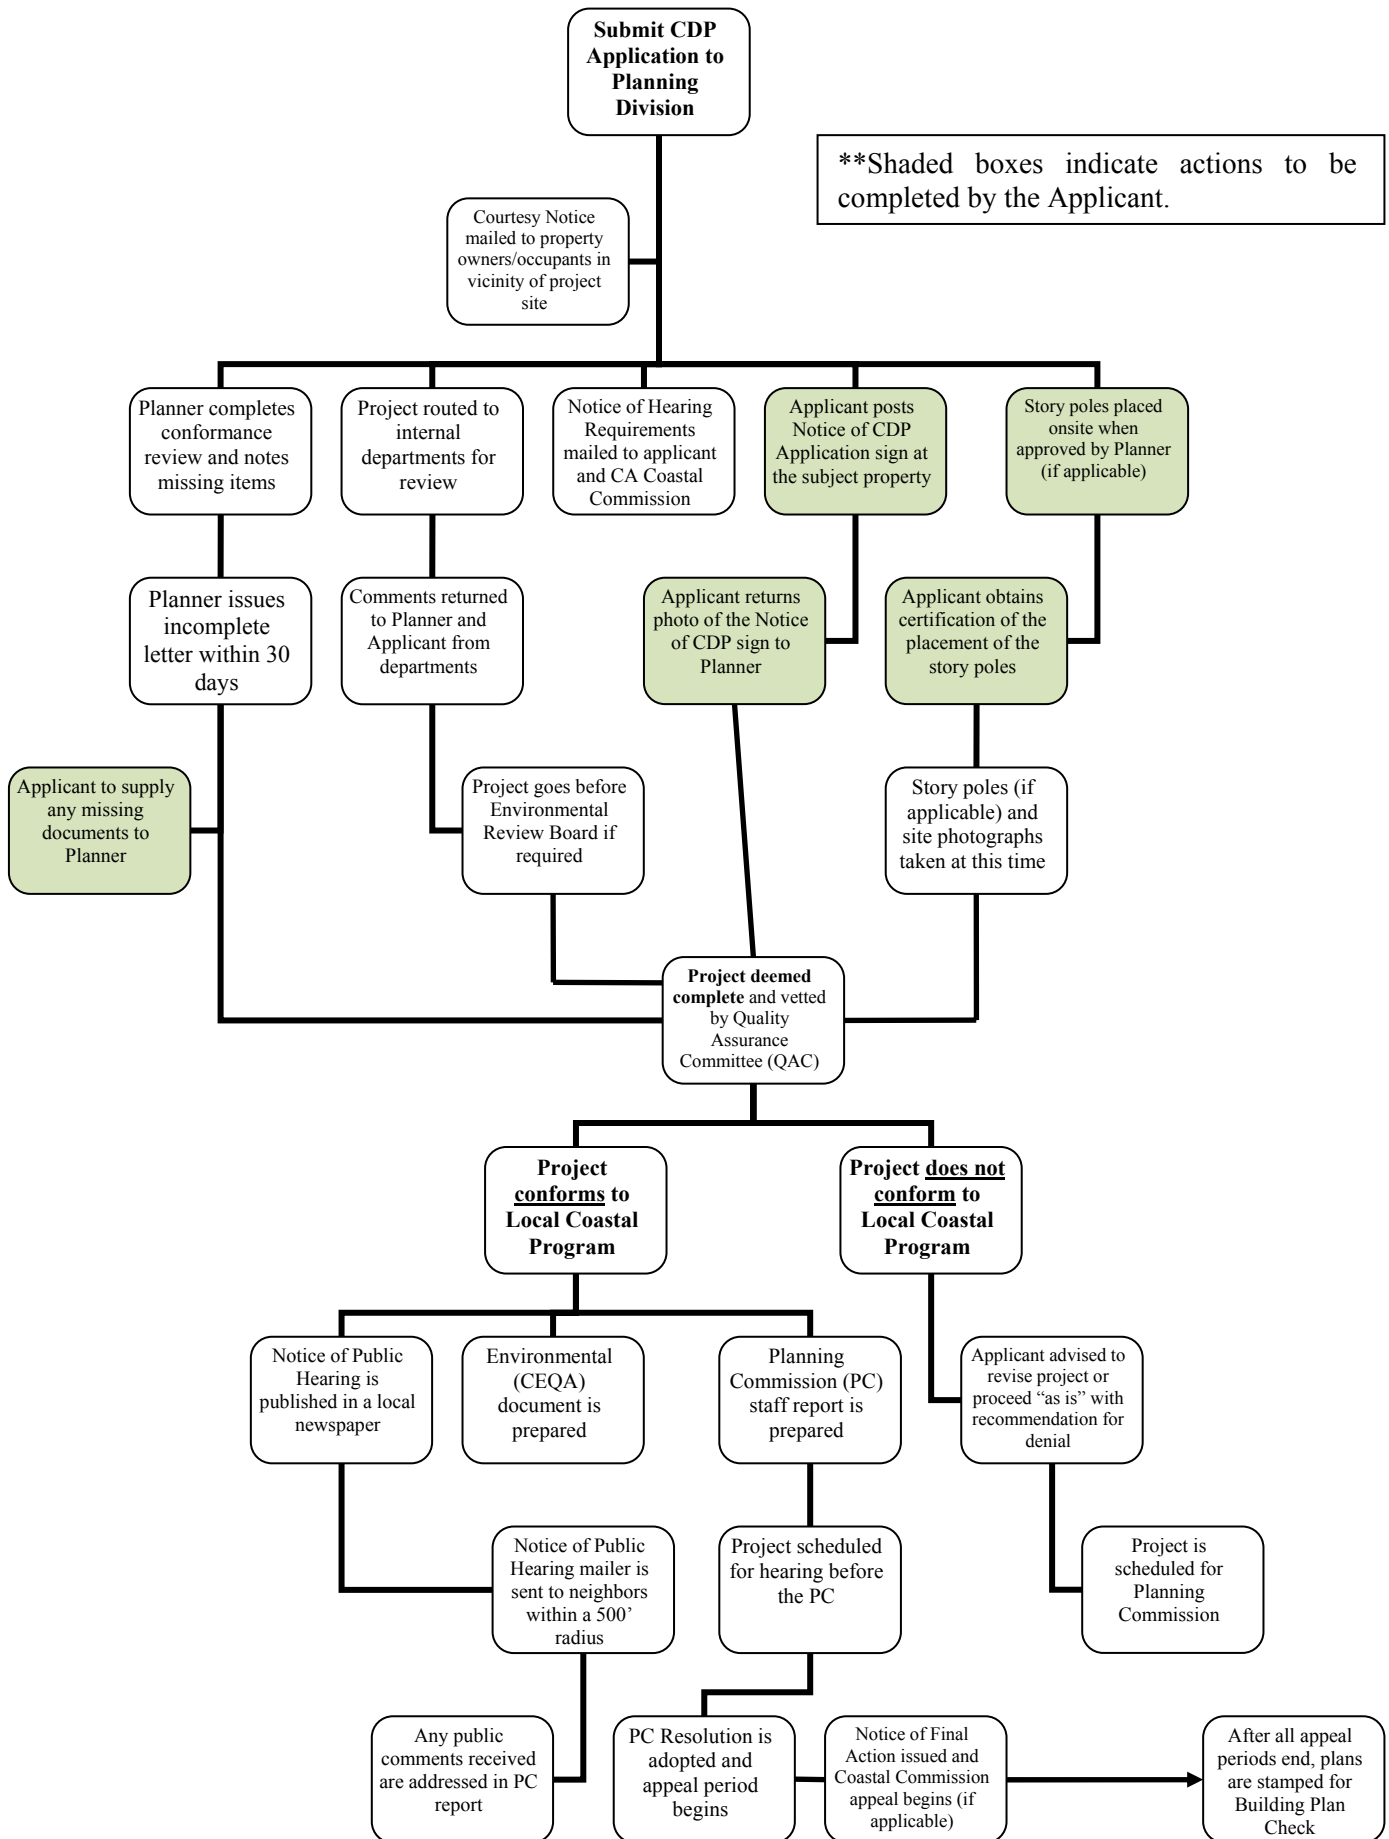 Submit CDP
Application to
Planning
Division
**Shaded boxes indicate actions to be
completed by the Applicant.
Courtesy Notice
mailed to property
owners/occupants in
vicinity of project
site
Planner completes
conformance
review and notes
missing items
Project routed to
internal
departments for
review
Notice of Hearing
Requirements
mailed to applicant
and CA Coastal
Commission
Applicant posts
Notice of CDP
Application sign at
the subject property
Story poles placed
onsite when
approved by Planner
(if applicable)
Planner issues
incomplete
letter within 30
days
Comments returned
to Planner and
Applicant from
departments
Applicant returns
photo of the Notice
of CDP sign to
Planner
Applicant obtains
certification of the
placement of the
story poles
Applicant to supply
any missing
documents to
Planner
Project goes before
Environmental
Review Board if
required
Story poles (if
applicable) and
site photographs
taken at this time
Project deemed
complete and vetted
by Quality
Assurance
Committee (QAC)
Project
conforms to
Local Coastal
Program
Project does not
conform to
Local Coastal
Program
Notice of Public
Hearing is
published in a local
newspaper
Environmental
(CEQA)
document is
prepared
Planning
Commission (PC)
staff report is
prepared
Applicant advised to
revise project or
proceed “as is” with
recommendation for
denial
Notice of Public
Hearing mailer is
sent to neighbors
within a 500’
radius
Project scheduled
for hearing before
the PC
Project is
scheduled for
Planning
Commission
Any public
comments received
are addressed in PC
report
PC Resolution is
adopted and
appeal period
begins
Notice of Final
Action issued and
Coastal Commission
appeal begins (if
applicable)
After all appeal
periods end, plans
are stamped for
Building Plan
Check